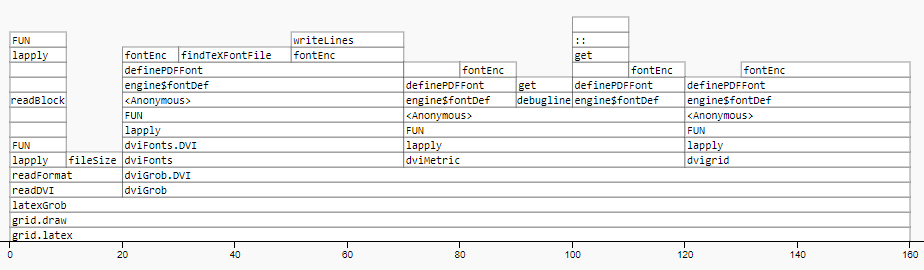 FUN writeLines ::
lapply fontEnc findTeXFontFile fontEnc get
definePDFFont fontEnc fontEnc fontEnc
engine$fontDef definePDFFont get definePDFFont definePDFFont
readBlock <Anonymous> engine$fontDef debugline engine$fontDef engine$fontDef
FUN <Anonymous> <Anonymous>
lapply FUN FUN
FUN dviFonts.DVI lapply lapply
lapply fileSize dviFonts dviMetric dvigrid
readFormat dviGrob.DVI
readDVI dviGrob
latexGrob
grid.draw
grid.latex
0 20 40 60 80 100 120 140 160